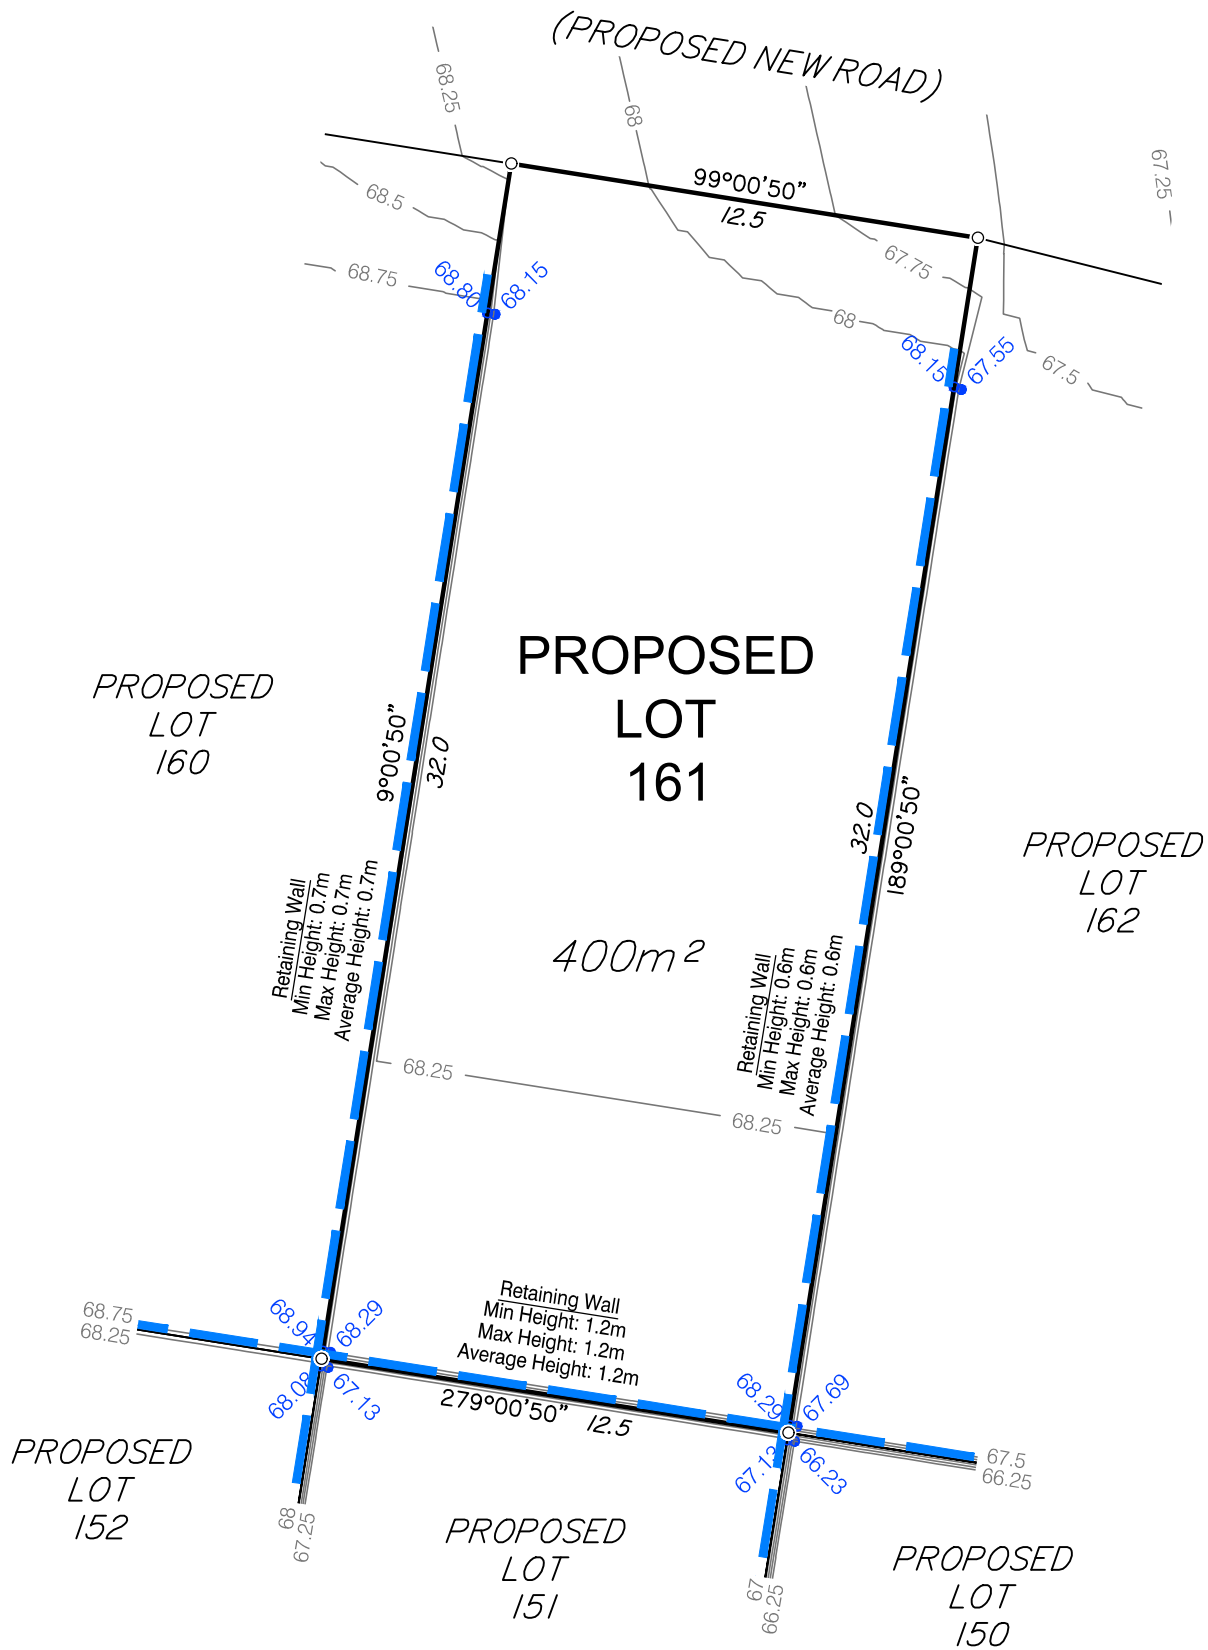 (PROPOSED NEW ROAD)
68.25
68
67.25
99°00'50"
12.5
68.5
68.75
67.75
68
67.5
68.80
68.15
68.15
67.55
PROPOSED
LOT
161
PROPOSED
LOT
160
9°00'50"
32.0
32.0
189°00'50"
PROPOSED
LOT
162
Retaining Wall
Min Height: 0.7m
Max Height: 0.7m
Average Height: 0.7m
400m²
Retaining Wall
Min Height: 0.6m
Max Height: 0.6m
Average Height: 0.6m
68.25
68.25
Retaining Wall
Min Height: 1.2m
Max Height: 1.2m
Average Height: 1.2m
68.75
68.25
68.94
68.29
68.08
67.13
279°00'50"
12.5
68.29
67.69
67.13
66.23
67.5
66.25
PROPOSED
LOT
152
68
67.25
PROPOSED
LOT
151
67
66.25
PROPOSED
LOT
150